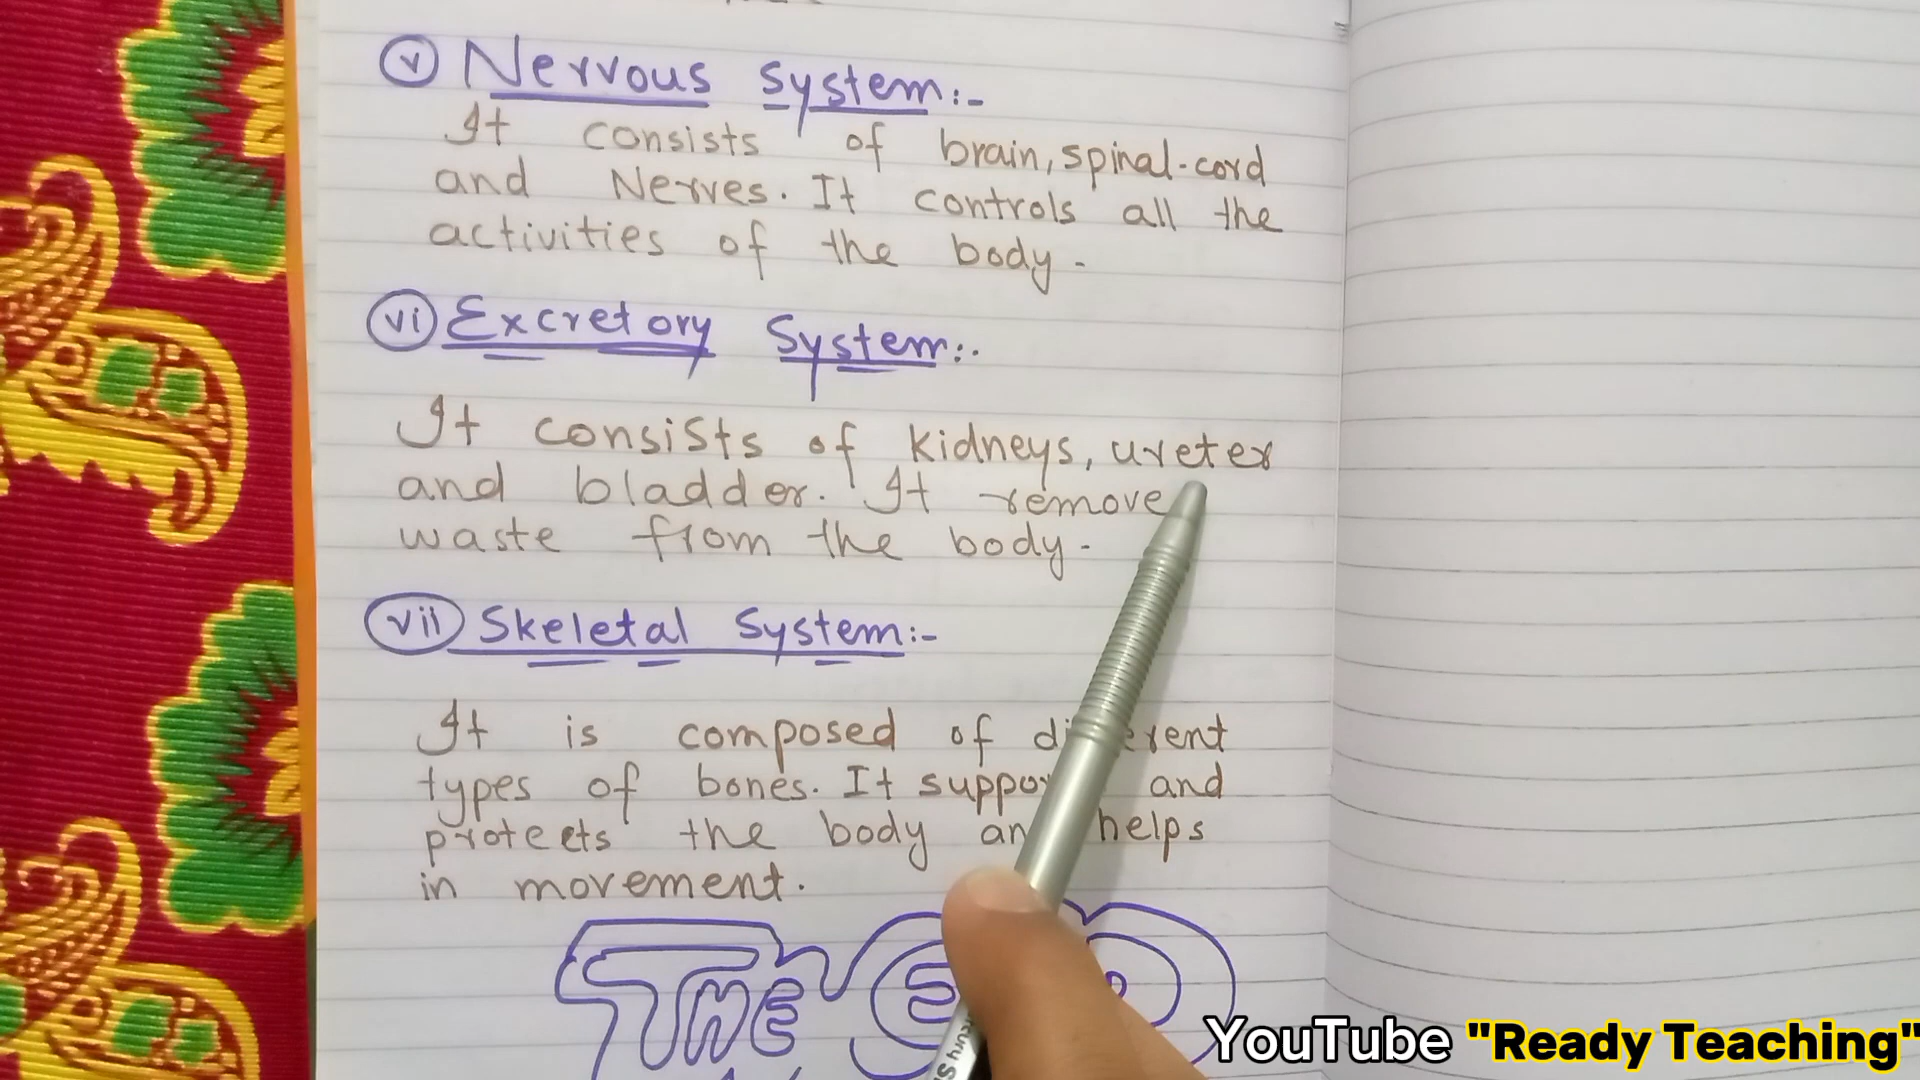 v Nervous System:-
It consists of brain, spinal-cord
and Nerves. It controls all the
activities of the body.
vi Excretory System:.
It consists of kidneys, ureter
and bladder. It remove
waste from the body.
vii Skeletal System:-
It is composed of
types of bones. It and
protects the body helps
in movement.
THE
YouTube "Ready Teaching"